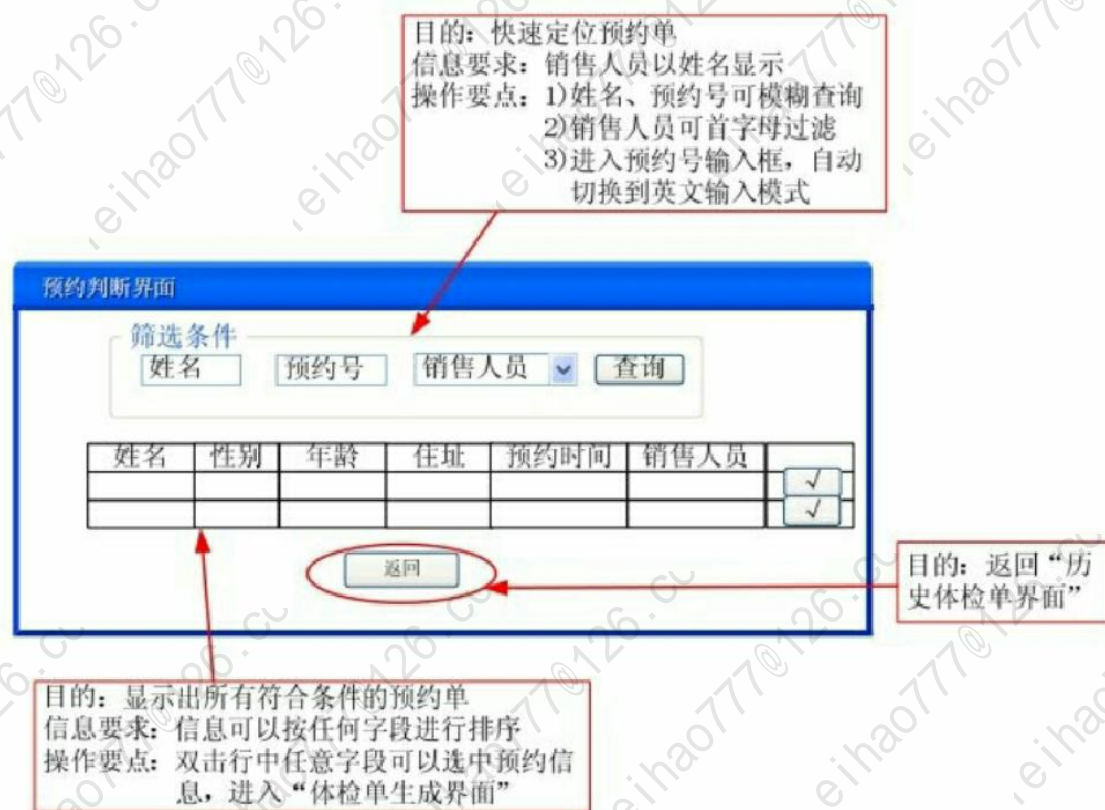 目的：快速定位预约单
信息要求：销售人员以姓名显示
操作要点：1)姓名、预约号可模糊查询
2)销售人员可首字母过滤
3)进入预约号输入框，自动
切换到英文输入模式
预约判断界面
筛选条件
姓名 预约号 销售人员 查询
姓名 性别 年龄 住址 预约时间 销售人员
√
√
返回
目的：返回“历
史体检单界面”
目的：显示出所有符合条件的预约单
信息要求：信息可以按任何字段进行排序
操作要点：双击行中任意字段可以选中预约信
息，进入“体检单生成界面”